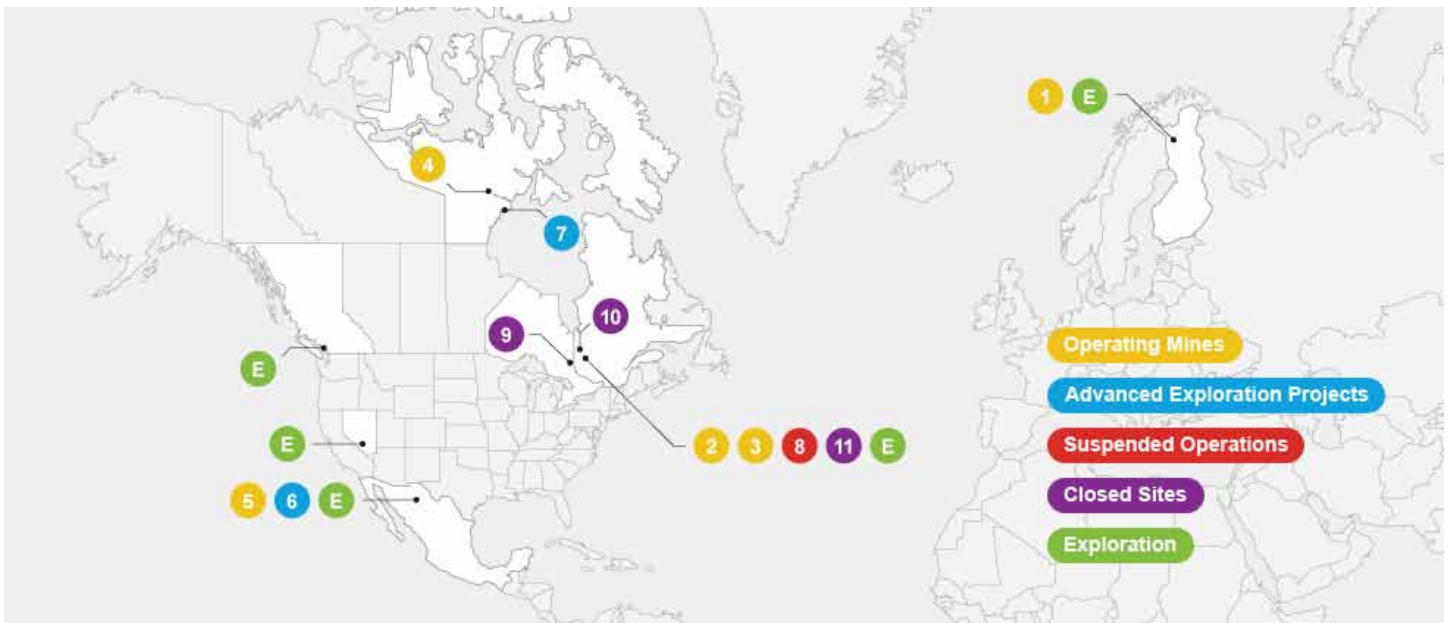 1 E
4
7
10
9
E
E
2 3 8 11 E
5 6 E
Operating Mines
Advanced Exploration Projects
Suspended Operations
Closed Sites
Exploration